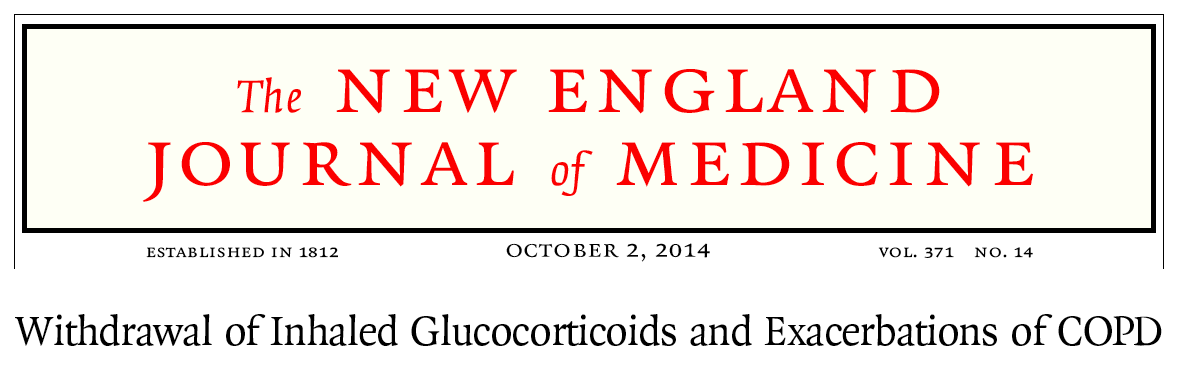 The NEW ENGLAND
JOURNAL of MEDICINE
ESTABLISHED IN 1812 OCTOBER 2, 2014 VOL. 371 NO. 14
Withdrawal of Inhaled Glucocorticoids and Exacerbations of COPD